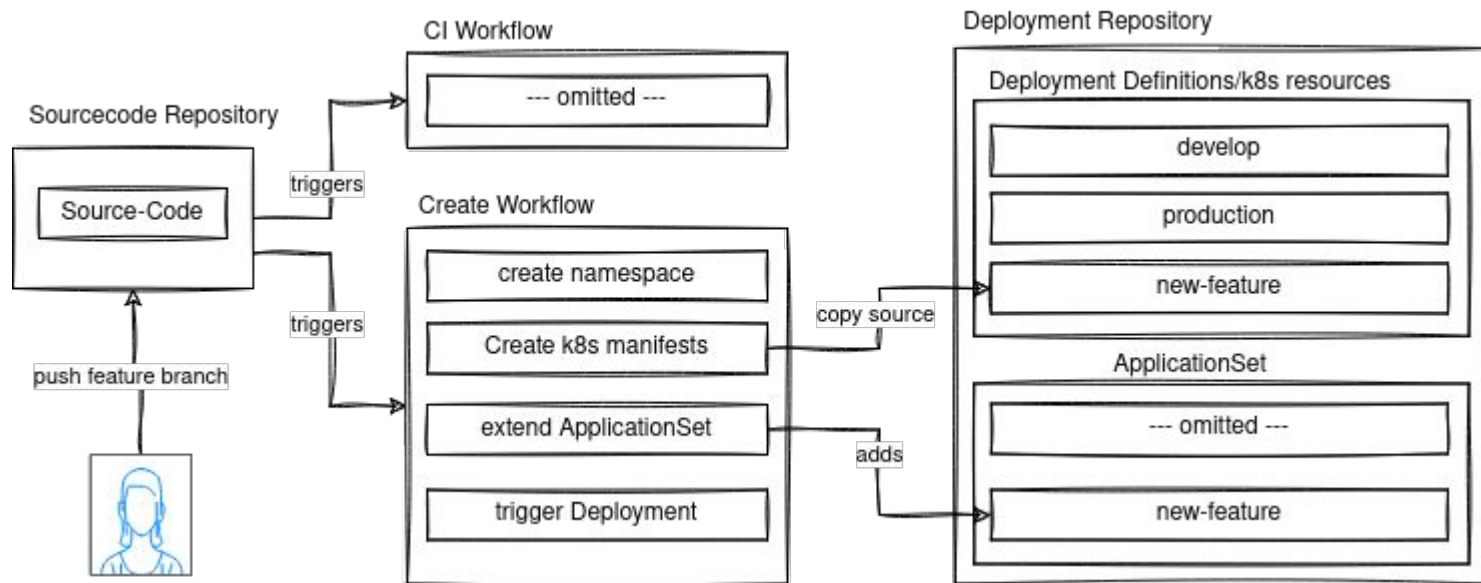 Sourcecode Repository
Source-Code
push feature branch
triggers
triggers
CI Workflow
--- omitted ---
Create Workflow
create namespace
Create k8s manifests
extend ApplicationSet
trigger Deployment
copy source
adds
Deployment Repository
Deployment Definitions/k8s resources
develop
production
new-feature
ApplicationSet
--- omitted ---
new-feature